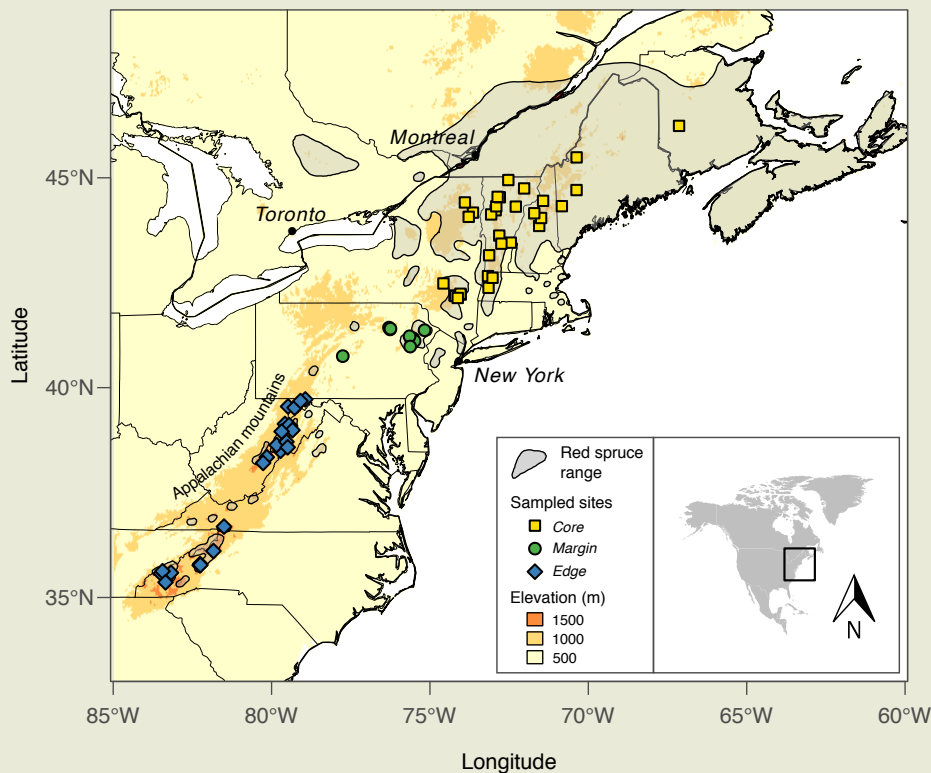 Montreal
45°N
Toronto
Latitude
New York
40°N
Appalachian mountains
Red spruce
range
Sampled sites
Core
Margin
Edge
Elevation (m)
1500
1000
500
N
35°N
85°W
80°W
75°W
70°W
65°W
60°W
Longitude